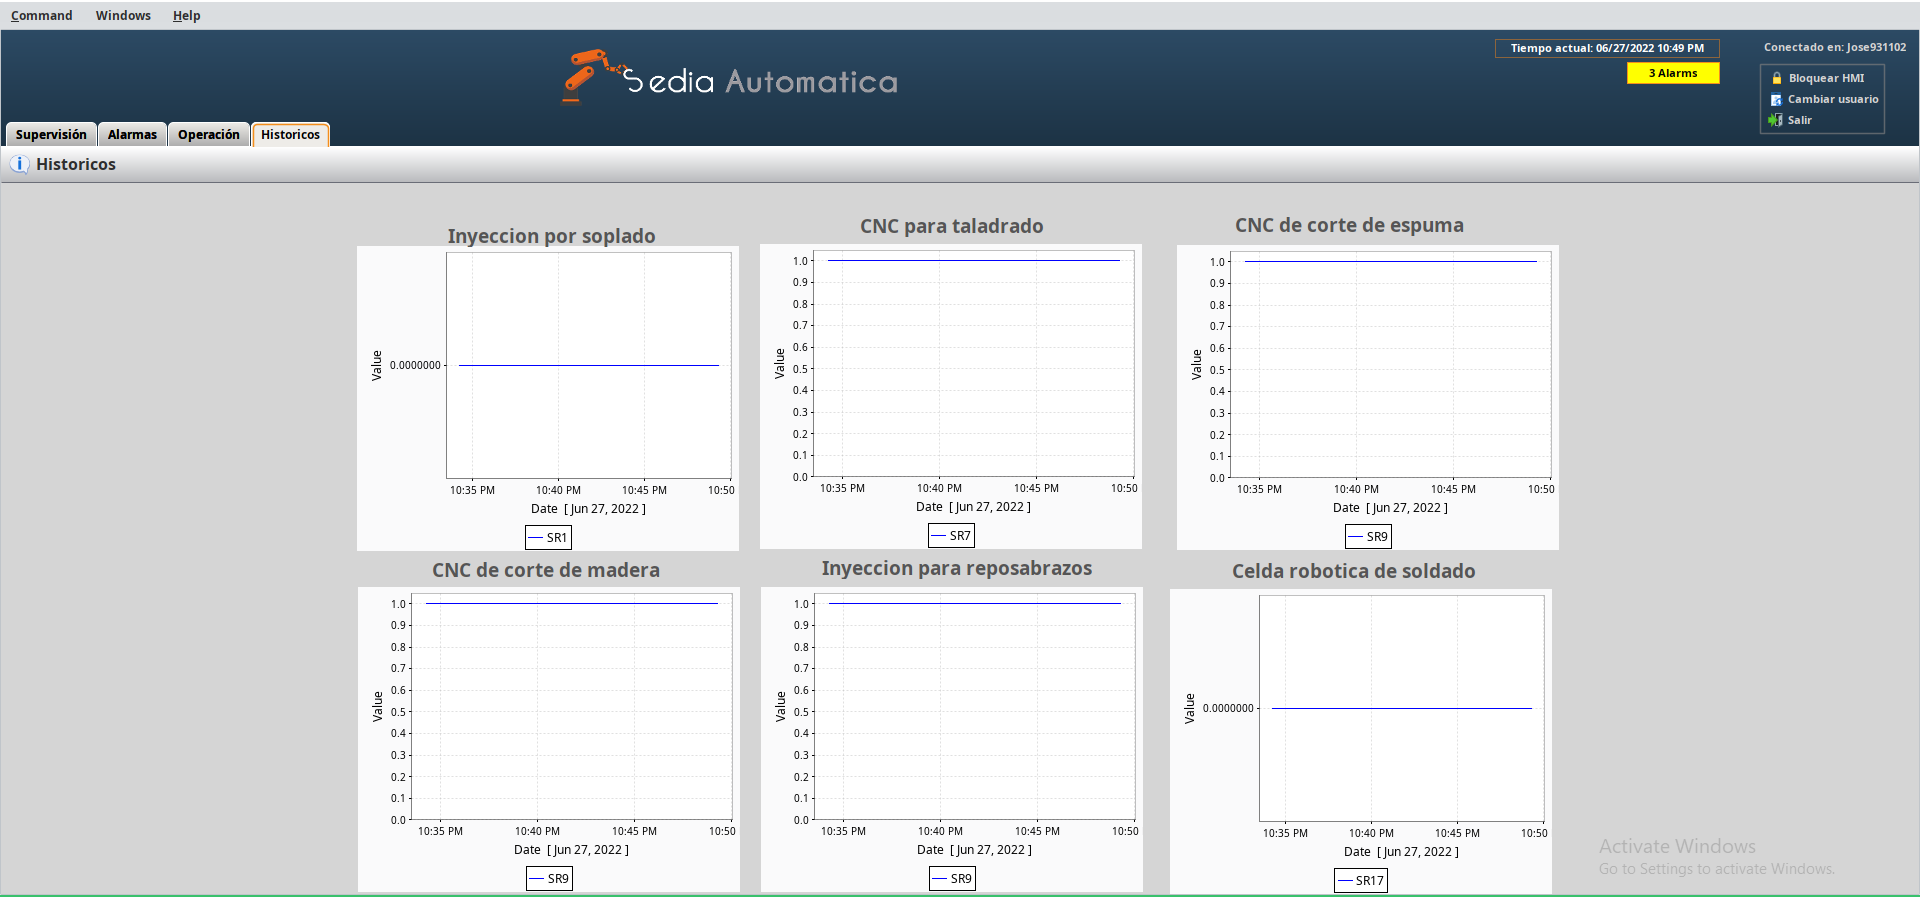 Command Windows Help
Sedia Automatica
Tiempo actual: 06/27/2022 10:49 PM
3 Alarms
Conectado en: Jose931102
Bloquear HMI
Cambiar usuario
Salir
Supervisión Alarmas Operación Historicos
Historicos
Inyeccion por soplado
Value
0.0000000
10:35 PM 10:40 PM 10:45 PM 10:50
Date [ Jun 27, 2022 ]
SR1
CNC para taladrado
Value
1.0
0.9
0.8
0.7
0.6
0.5
0.4
0.3
0.2
0.1
0.0
10:35 PM 10:40 PM 10:45 PM 10:50
Date [ Jun 27, 2022 ]
SR7
CNC de corte de espuma
Value
1.0
0.9
0.8
0.7
0.6
0.5
0.4
0.3
0.2
0.1
0.0
10:35 PM 10:40 PM 10:45 PM 10:50
Date [ Jun 27, 2022 ]
SR9
CNC de corte de madera
Value
1.0
0.9
0.8
0.7
0.6
0.5
0.4
0.3
0.2
0.1
0.0
10:35 PM 10:40 PM 10:45 PM 10:50
Date [ Jun 27, 2022 ]
SR9
Inyeccion para reposabrazos
Value
1.0
0.9
0.8
0.7
0.6
0.5
0.4
0.3
0.2
0.1
0.0
10:35 PM 10:40 PM 10:45 PM 10:50
Date [ Jun 27, 2022 ]
SR9
Celda robotica de soldado
Value
0.0000000
10:35 PM 10:40 PM 10:45 PM 10:50
Date [ Jun 27, 2022 ]
SR17
Activate Windows
Go to Settings to activate Windows.